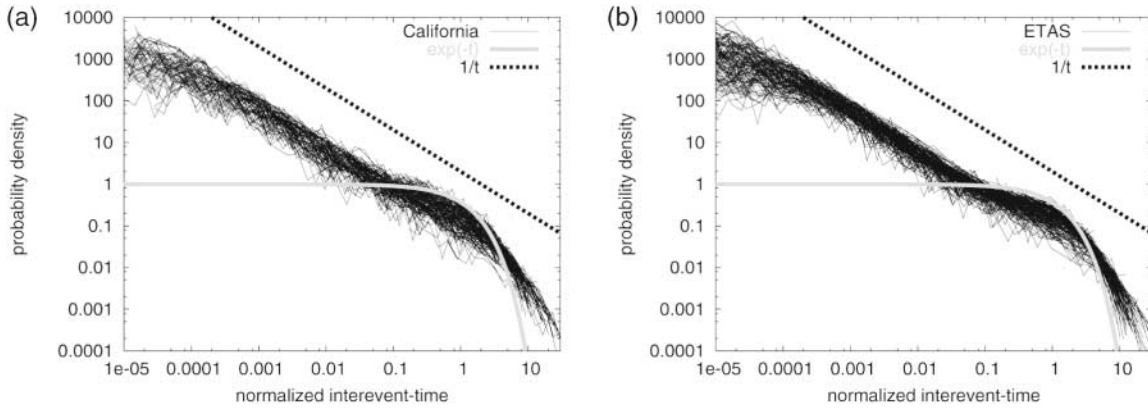 (a)
10000
1000
100
10
1
0.1
0.01
0.001
0.0001
probability density
California
exp(-t)
1/t
1e-05 0.0001 0.001 0.01 0.1 1 10
normalized interevent-time
(b)
10000
1000
100
10
1
0.1
0.01
0.001
0.0001
probability density
ETAS
exp(-t)
1/t
1e-05 0.0001 0.001 0.01 0.1 1 10
normalized interevent-time